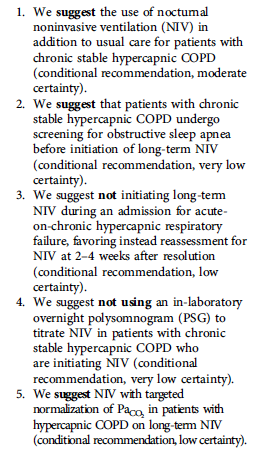 1. We suggest the use of nocturnal
noninvasive ventilation (NIV) in
addition to usual care for patients with
chronic stable hypercapnic COPD
(conditional recommendation, moderate
certainty).
2. We suggest that patients with chronic
stable hypercapnic COPD undergo
screening for obstructive sleep apnea
before initiation of long-term NIV
(conditional recommendation, very low
certainty).
3. We suggest not initiating long-term
NIV during an admission for acute-
on-chronic hypercapnic respiratory
failure, favoring instead reassessment for
NIV at 2–4 weeks after resolution
(conditional recommendation, low
certainty).
4. We suggest not using an in-laboratory
overnight polysomnogram (PSG) to
titrate NIV in patients with chronic
stable hypercapnic COPD who
are initiating NIV (conditional
recommendation, very low certainty).
5. We suggest NIV with targeted
normalization of PaCO2 in patients with
hypercapnic COPD on long-term NIV
(conditional recommendation, low certainty).